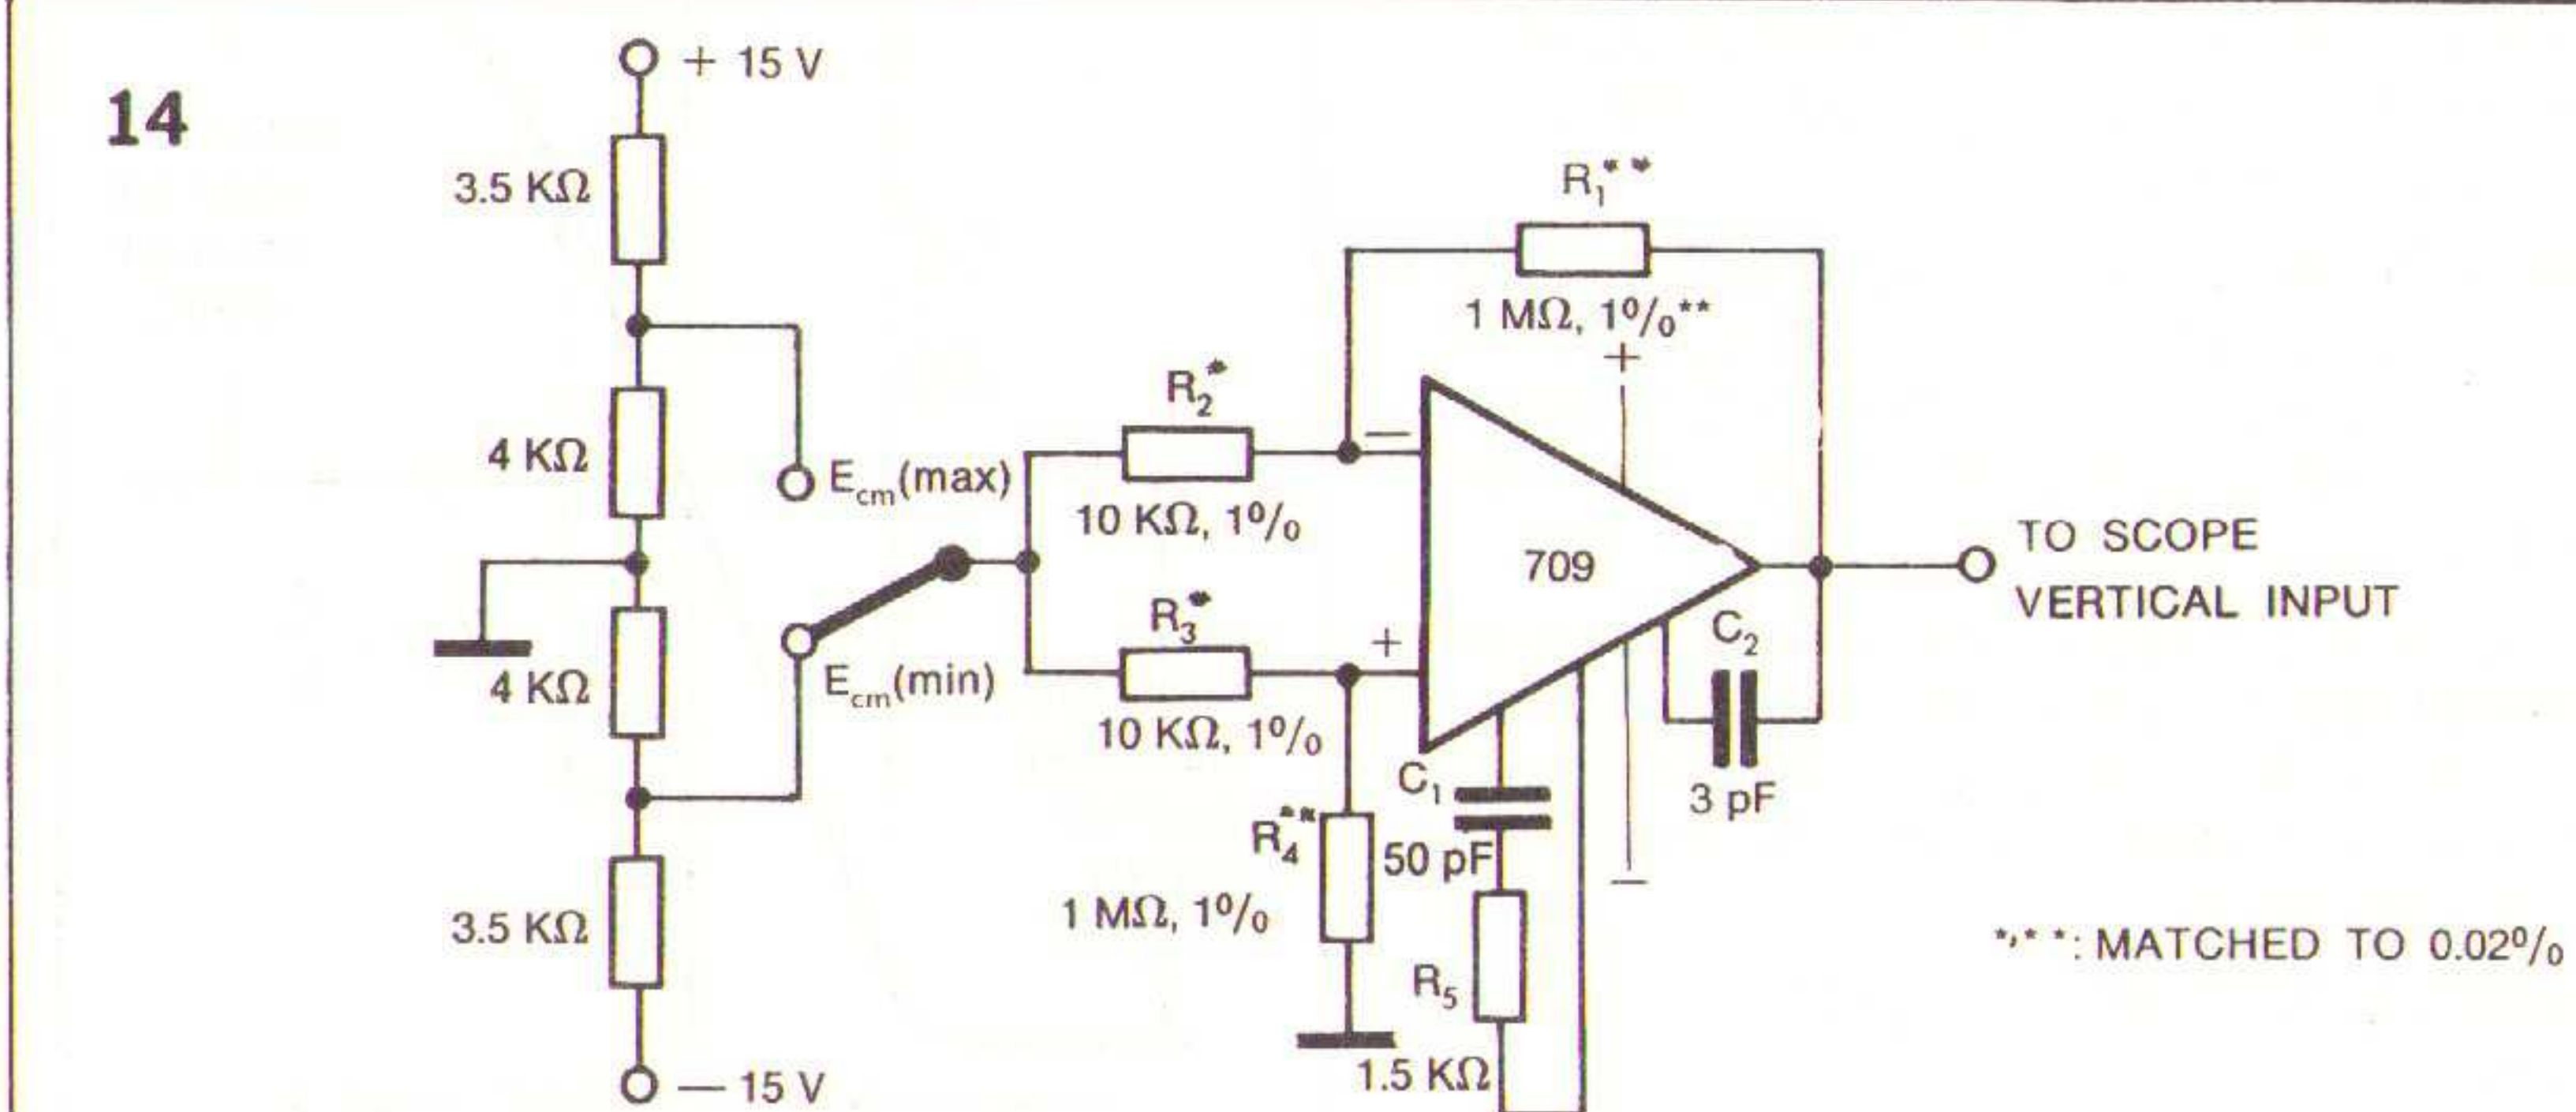 14
+ 15 V
3.5 KΩ
4 KΩ
4 KΩ
3.5 KΩ
— 15 V
E cm (max)
E cm (min)
R2*
10 KΩ, 1%
R3*
10 KΩ, 1%
R1**
1 MΩ, 1%**
+
—
+
709
—
C1
50 pF
R4**
1 MΩ, 1%
R5
1.5 KΩ
C2
3 pF
TO SCOPE
VERTICAL INPUT
*,**: MATCHED TO 0.02%